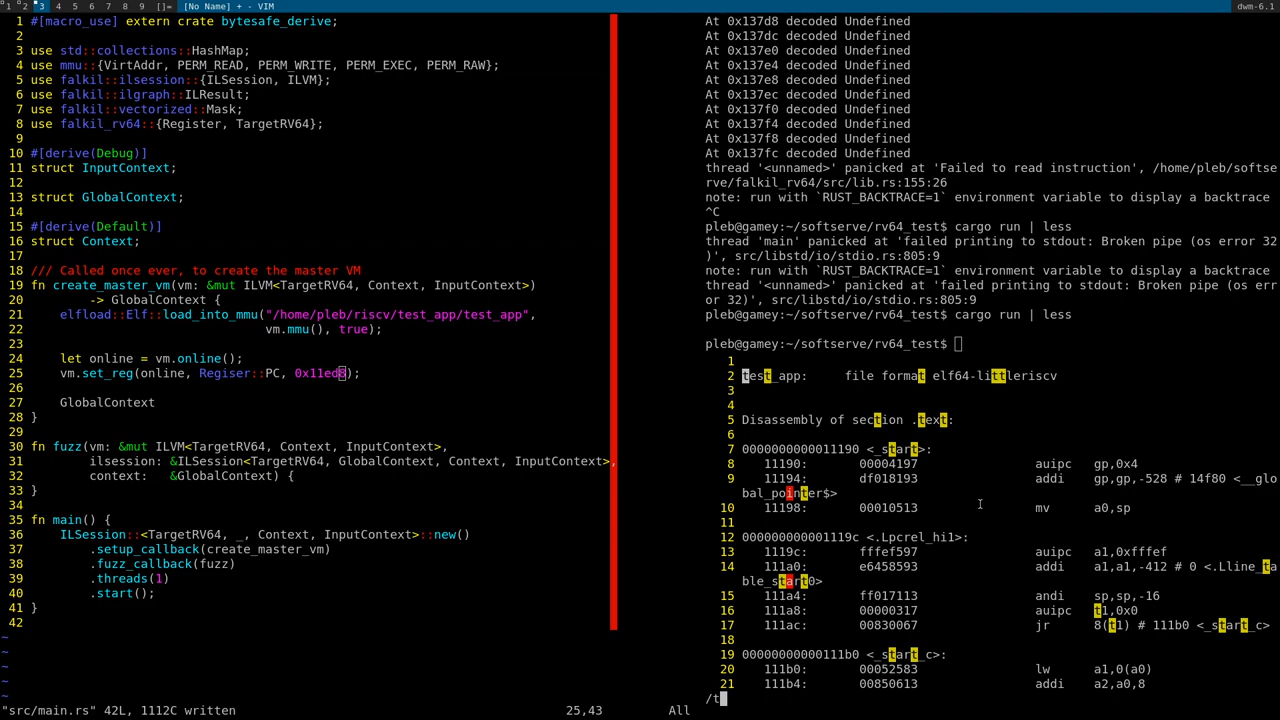 1 2 3 4 5 6 7 8 9 []= [No Name] + - VIM dwm-6.1
1 #[macro_use] extern crate bytesafe_derive;
2
3 use std::collections::HashMap;
4 use mmu::{VirtAddr, PERM_READ, PERM_WRITE, PERM_EXEC, PERM_RAW};
5 use falkil::ilsession::{ILSession, ILVM};
6 use falkil::ilgraph::ILResult;
7 use falkil::vectorized::Mask;
8 use falkil_rv64::{Register, TargetRV64};
9
10 #[derive(Debug)]
11 struct InputContext;
12
13 struct GlobalContext;
14
15 #[derive(Default)]
16 struct Context;
17
18 /// Called once ever, to create the master VM
19 fn create_master_vm(vm: &mut ILVM<TargetRV64, Context, InputContext>)
20         -> GlobalContext {
21     elfload::Elf::load_into_mmu("/home/pleb/riscv/test_app/test_app",
22                                 vm.mmu(), true);
23
24     let online = vm.online();
25     vm.set_reg(online, Regiser::PC, 0x11ed8);
26
27     GlobalContext
28 }
29
30 fn fuzz(vm: &mut ILVM<TargetRV64, Context, InputContext>,
31         ilsession: &ILSession<TargetRV64, GlobalContext, Context, InputContext>,
32         context:   &GlobalContext) {
33 }
34
35 fn main() {
36     ILSession::<TargetRV64, _, Context, InputContext>::new()
37         .setup_callback(create_master_vm)
38         .fuzz_callback(fuzz)
39         .threads(1)
40         .start();
41 }
42
~
~
~
~
~
"src/main.rs" 42L, 1112C written 25,43 All
At 0x137d8 decoded Undefined
At 0x137dc decoded Undefined
At 0x137e0 decoded Undefined
At 0x137e4 decoded Undefined
At 0x137e8 decoded Undefined
At 0x137ec decoded Undefined
At 0x137f0 decoded Undefined
At 0x137f4 decoded Undefined
At 0x137f8 decoded Undefined
At 0x137fc decoded Undefined
thread '<unnamed>' panicked at 'Failed to read instruction', /home/pleb/softse
rve/falkil_rv64/src/lib.rs:155:26
note: run with `RUST_BACKTRACE=1` environment variable to display a backtrace
^C
pleb@gamey:~/softserve/rv64_test$ cargo run | less
thread 'main' panicked at 'failed printing to stdout: Broken pipe (os error 32
)', src/libstd/io/stdio.rs:805:9
note: run with `RUST_BACKTRACE=1` environment variable to display a backtrace
thread '<unnamed>' panicked at 'failed printing to stdout: Broken pipe (os err
or 32)', src/libstd/io/stdio.rs:805:9
pleb@gamey:~/softserve/rv64_test$ cargo run | less
pleb@gamey:~/softserve/rv64_test$
1
2 test_app:     file format elf64-littleriscv
3
4
5 Disassembly of section .text:
6
7 0000000000011190 <_start>:
8    11190:       00004197                auipc   gp,0x4
9    11194:       df018193                addi    gp,gp,-528 # 14f80 <__glo
bal_pointer$>
10    11198:       00010513                mv      a0,sp
11
12 000000000001119c <.Lpcrel_hi1>:
13    1119c:       fffef597                auipc   a1,0xfffef
14    111a0:       e6458593                addi    a1,a1,-412 # 0 <.Lline_ta
ble_start0>
15    111a4:       ff017113                andi    sp,sp,-16
16    111a8:       00000317                auipc   t1,0x0
17    111ac:       00830067                jr      8(t1) # 111b0 <_start_c>
18
19 00000000000111b0 <_start_c>:
20    111b0:       00052583                lw      a1,0(a0)
21    111b4:       00850613                addi    a2,a0,8
/t